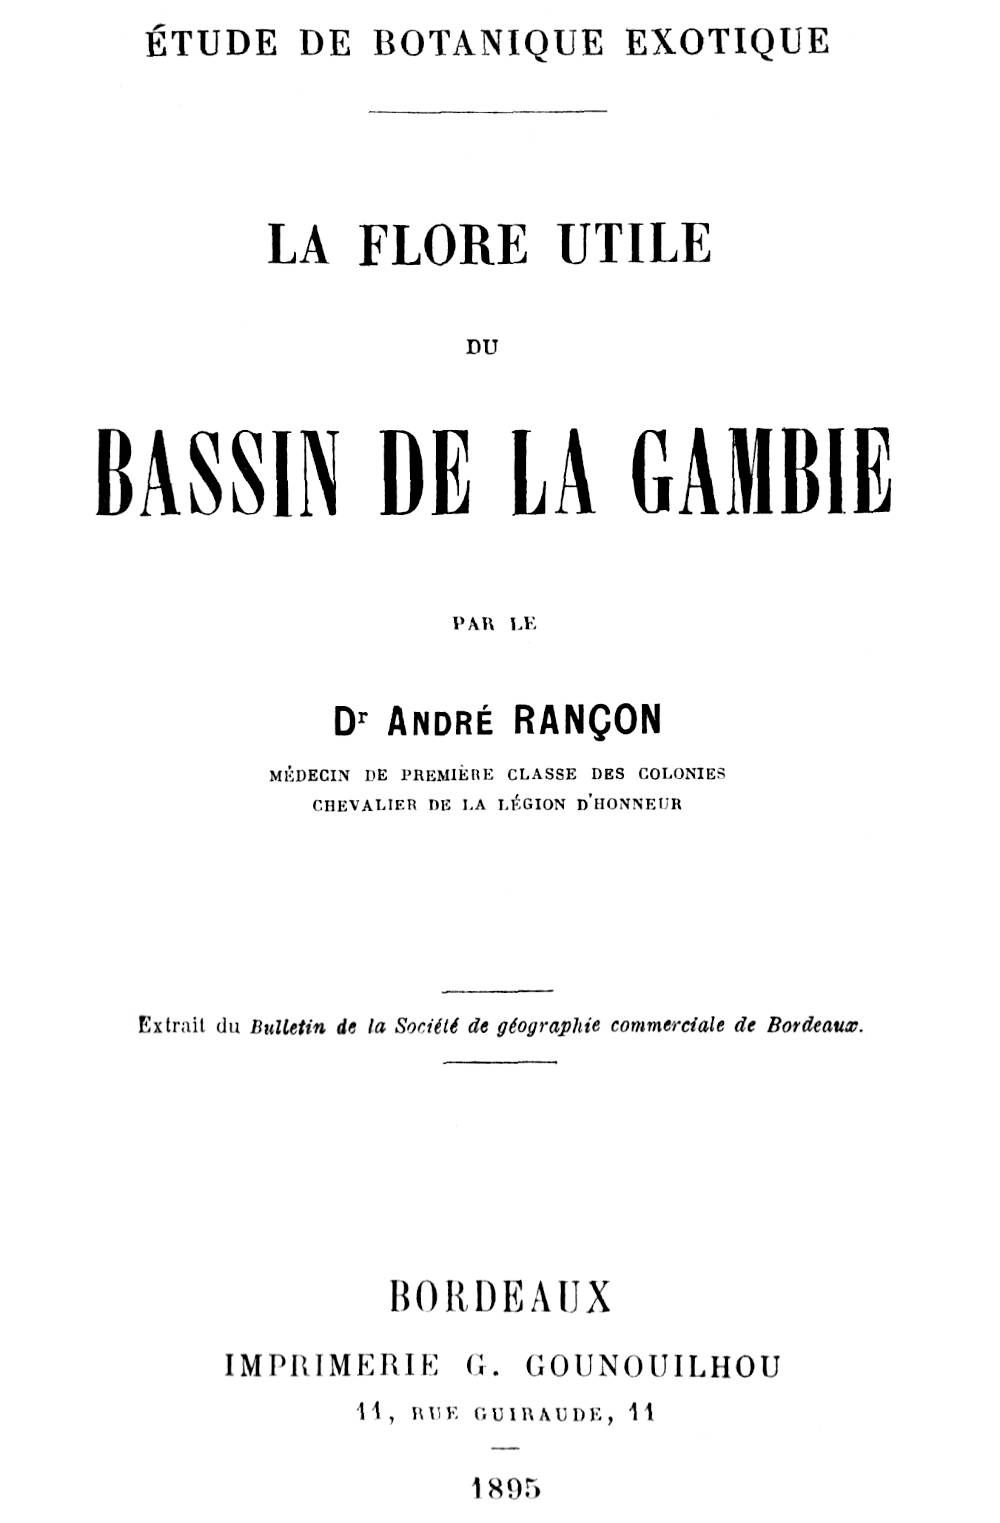 ÉTUDE DE BOTANIQUE EXOTIQUE
LA FLORE UTILE
DU
BASSIN DE LA GAMBIE
PAR LE
Dr ANDRÉ RANÇON
MÉDECIN DE PREMIÈRE CLASSE DES COLONIES
CHEVALIER DE LA LÉGION D'HONNEUR
Extrait du Bulletin de la Société de géographie commerciale de Bordeaux.
BORDEAUX
IMPRIMERIE G. GOUNOUILHOU
11, RUE GUIRAUDE, 11
1895